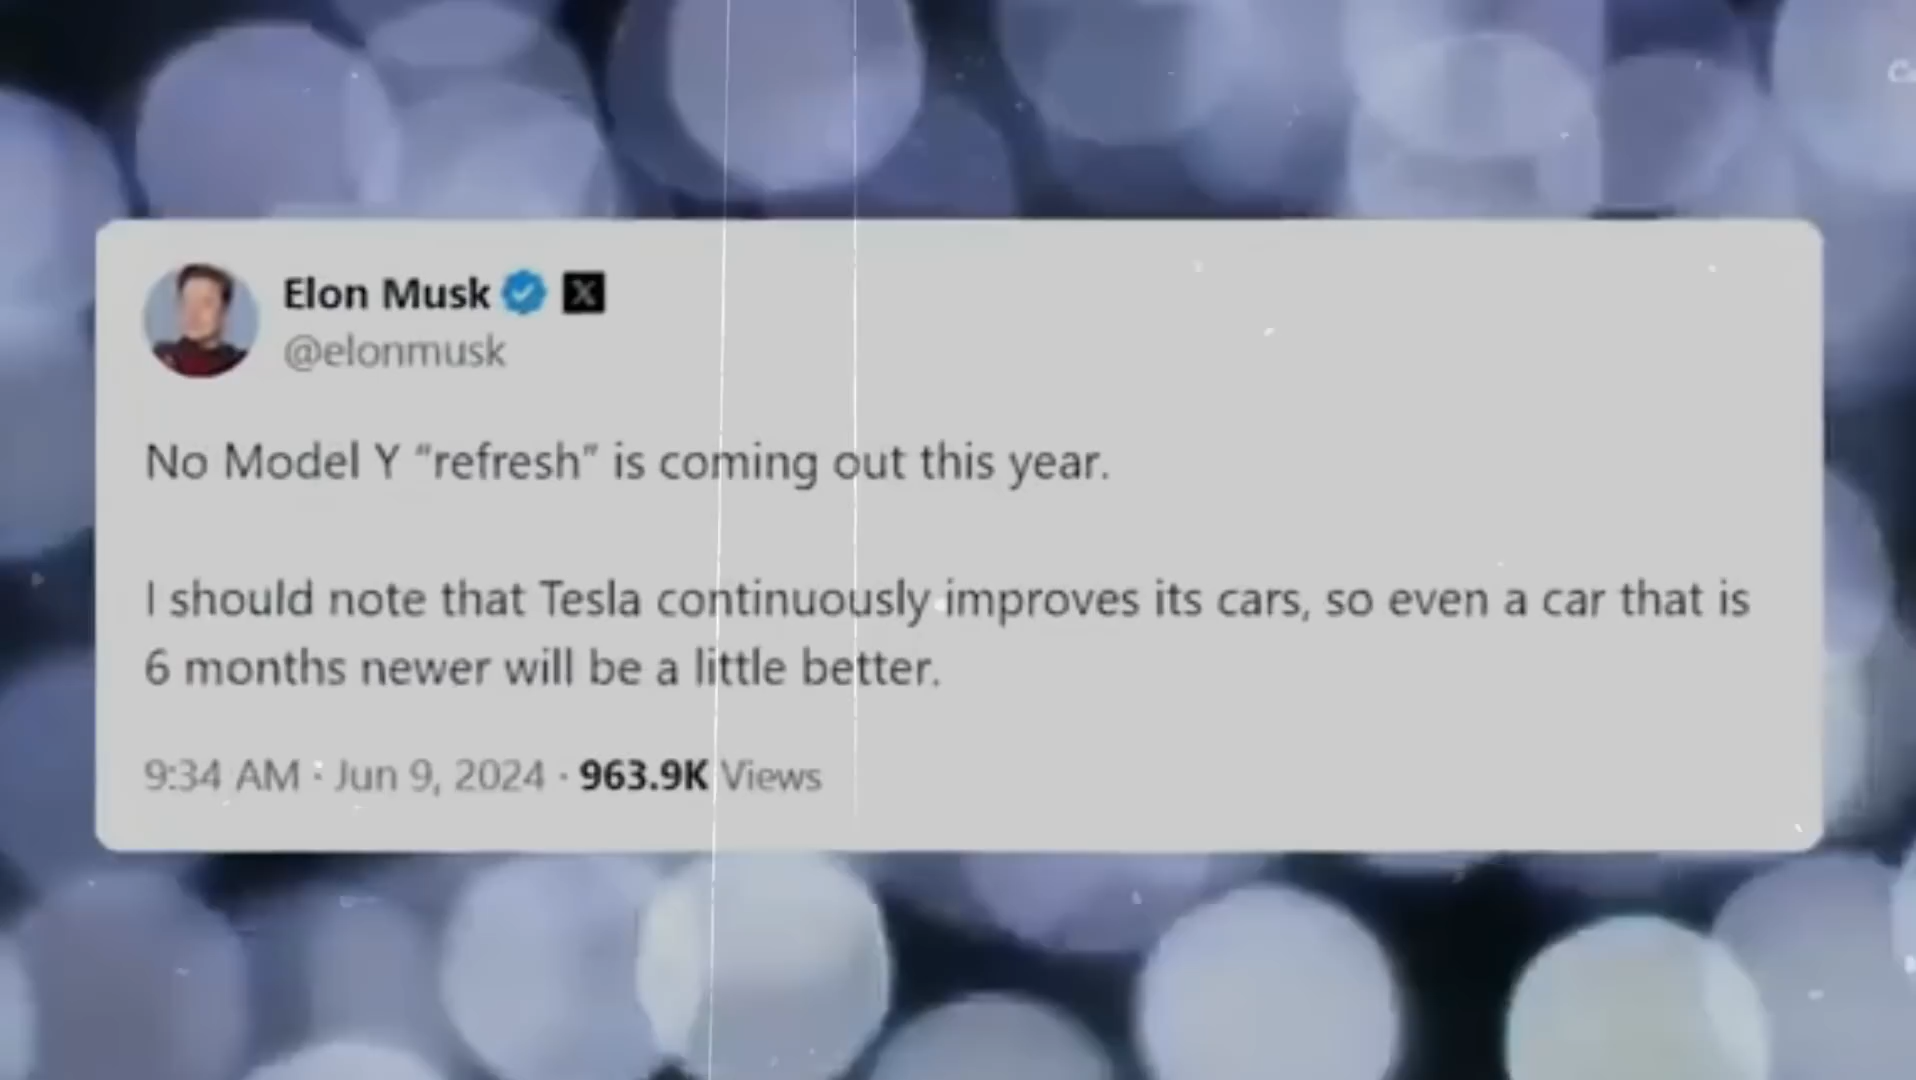 Elon Musk
@elonmusk
No Model Y “refresh” is coming out this year.
I should note that Tesla continuously improves its cars, so even a car that is
6 months newer will be a little better.
9:34 AM · Jun 9, 2024 · 963.9K Views